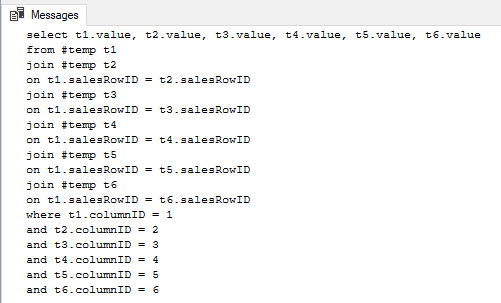 Messages
select t1.value, t2.value, t3.value, t4.value, t5.value, t6.value
from #temp t1
join #temp t2
on t1.salesRowID = t2.salesRowID
join #temp t3
on t1.salesRowID = t3.salesRowID
join #temp t4
on t1.salesRowID = t4.salesRowID
join #temp t5
on t1.salesRowID = t5.salesRowID
join #temp t6
on t1.salesRowID = t6.salesRowID
where t1.columnID = 1
and t2.columnID = 2
and t3.columnID = 3
and t4.columnID = 4
and t5.columnID = 5
and t6.columnID = 6